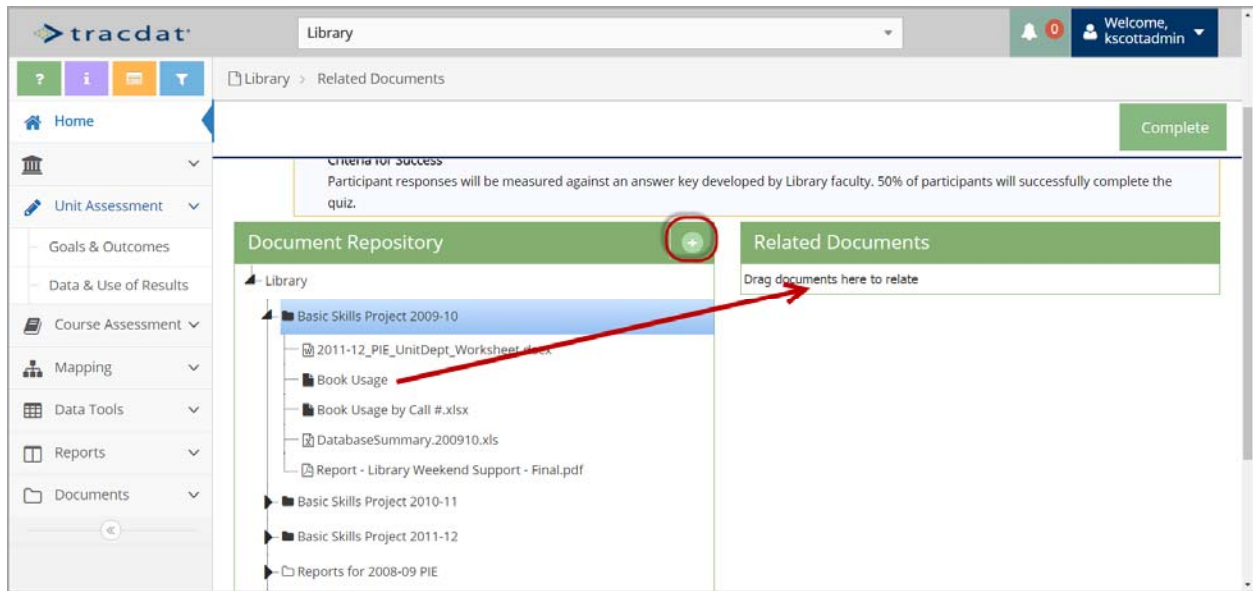 tracdat
Library
0
Welcome,
kscottadmin
? i
Library > Related Documents
Home
Complete
Criteria for Success
Participant responses will be measured against an answer key developed by Library faculty. 50% of participants will successfully complete the
quiz.
Unit Assessment
Goals & Outcomes
Data & Use of Results
Course Assessment
Mapping
Data Tools
Reports
Documents
Document Repository
Library
Basic Skills Project 2009-10
2011-12_PIE_UnitDept_Worksheet.docx
Book Usage
Book Usage by Call #.xlsx
DatabaseSummary.200910.xls
Report - Library Weekend Support - Final.pdf
Basic Skills Project 2010-11
Basic Skills Project 2011-12
Reports for 2008-09 PIE
Related Documents
Drag documents here to relate